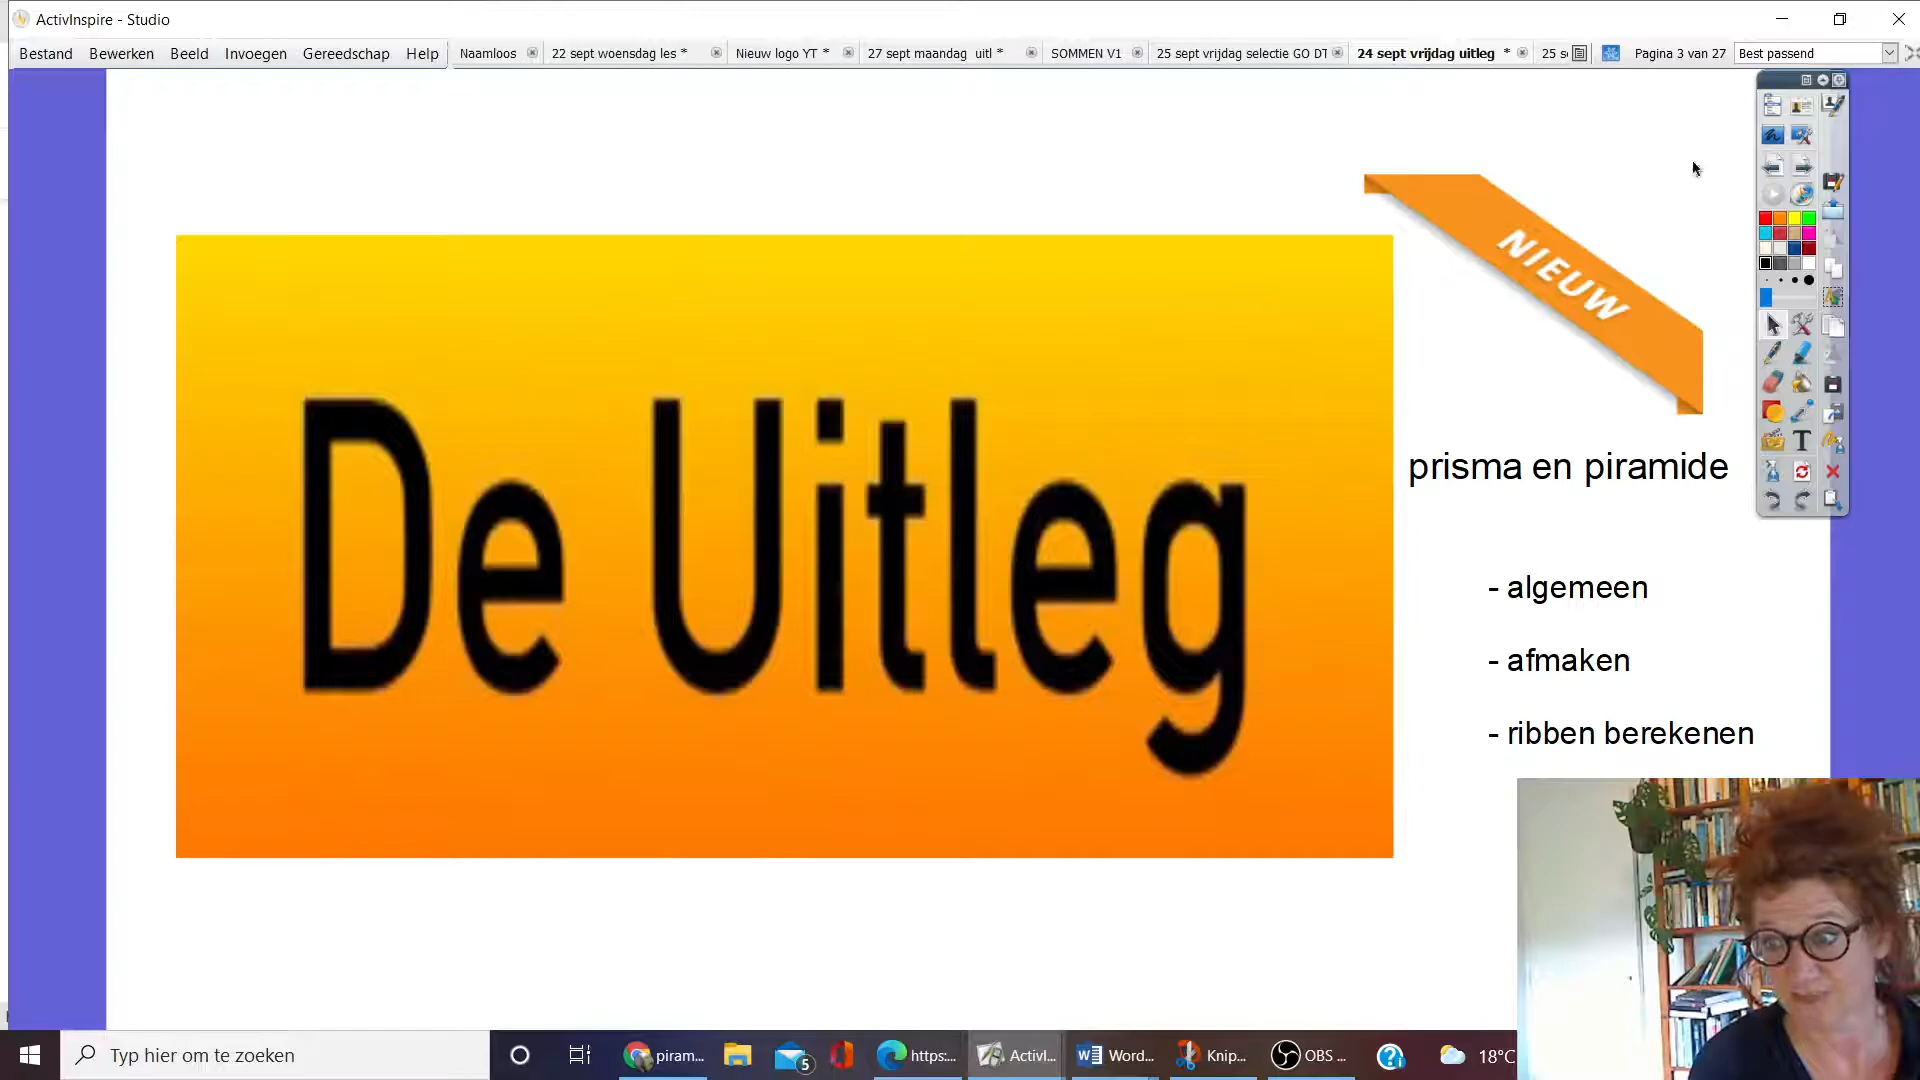 ActivInspire - Studio
Bestand Bewerken Beeld Invoegen Gereedschap Help Naamloos 22 sept woensdag les * Nieuw logo YT * 27 sept maandag uitl * SOMMEN V1 25 sept vrijdag selectie GO DT 24 sept vrijdag uitleg * 25 s Pagina 3 van 27 Best passend
NIEUW
De Uitleg
prisma en piramide
- algemeen
- afmaken
- ribben berekenen
Typ hier om te zoeken piram... 5 https:... ActivI... Word... Knip... OBS ... 18°C